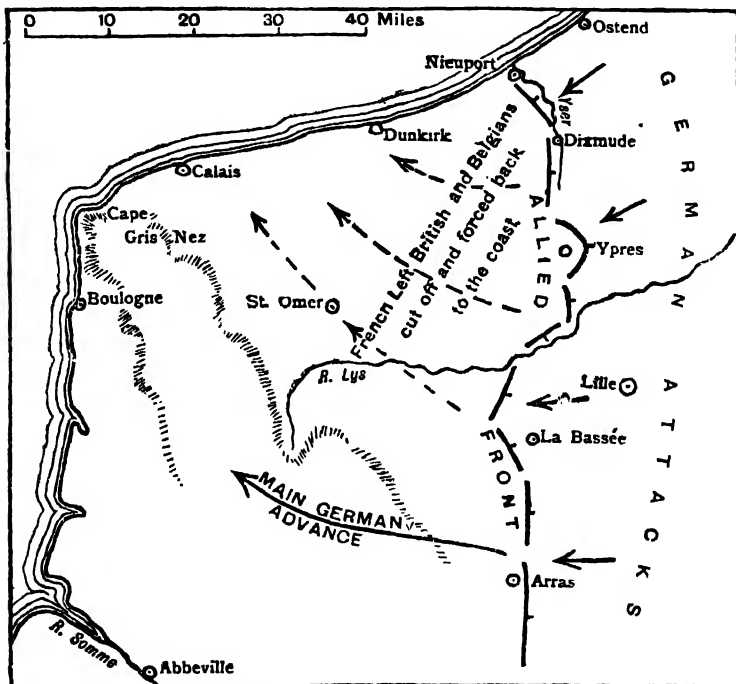 0 10 20 30 40 Miles
Ostend
Nieuport
Yser
GERMAN ATTACKS
Dunkirk
Dixmude
Calais
French Left, British and Belgians
cut off and forced back
to the coast
ALLIED FRONT
Cape
Gris Nez
Ypres
Boulogne
St. Omer
R. Lys
Lille
La Bassée
MAIN GERMAN
ADVANCE
Arras
R. Somme
Abbeville